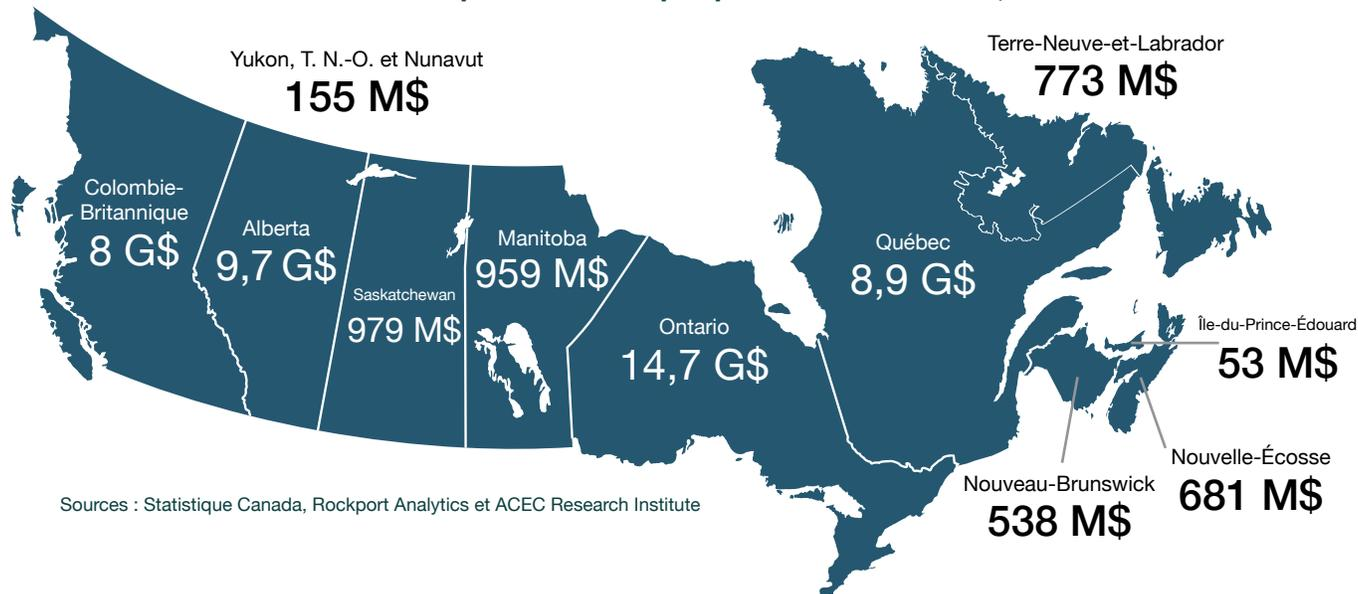 Yukon, T. N.-O. et Nunavut
155 M$
Terre-Neuve-et-Labrador
773 M$
Colombie-
Britannique
8 G$
Alberta
9,7 G$
Saskatchewan
979 M$
Manitoba
959 M$
Ontario
14,7 G$
Québec
8,9 G$
Île-du-Prince-Édouard
53 M$
Nouvelle-Écosse
681 M$
Nouveau-Brunswick
538 M$
Sources : Statistique Canada, Rockport Analytics et ACEC Research Institute